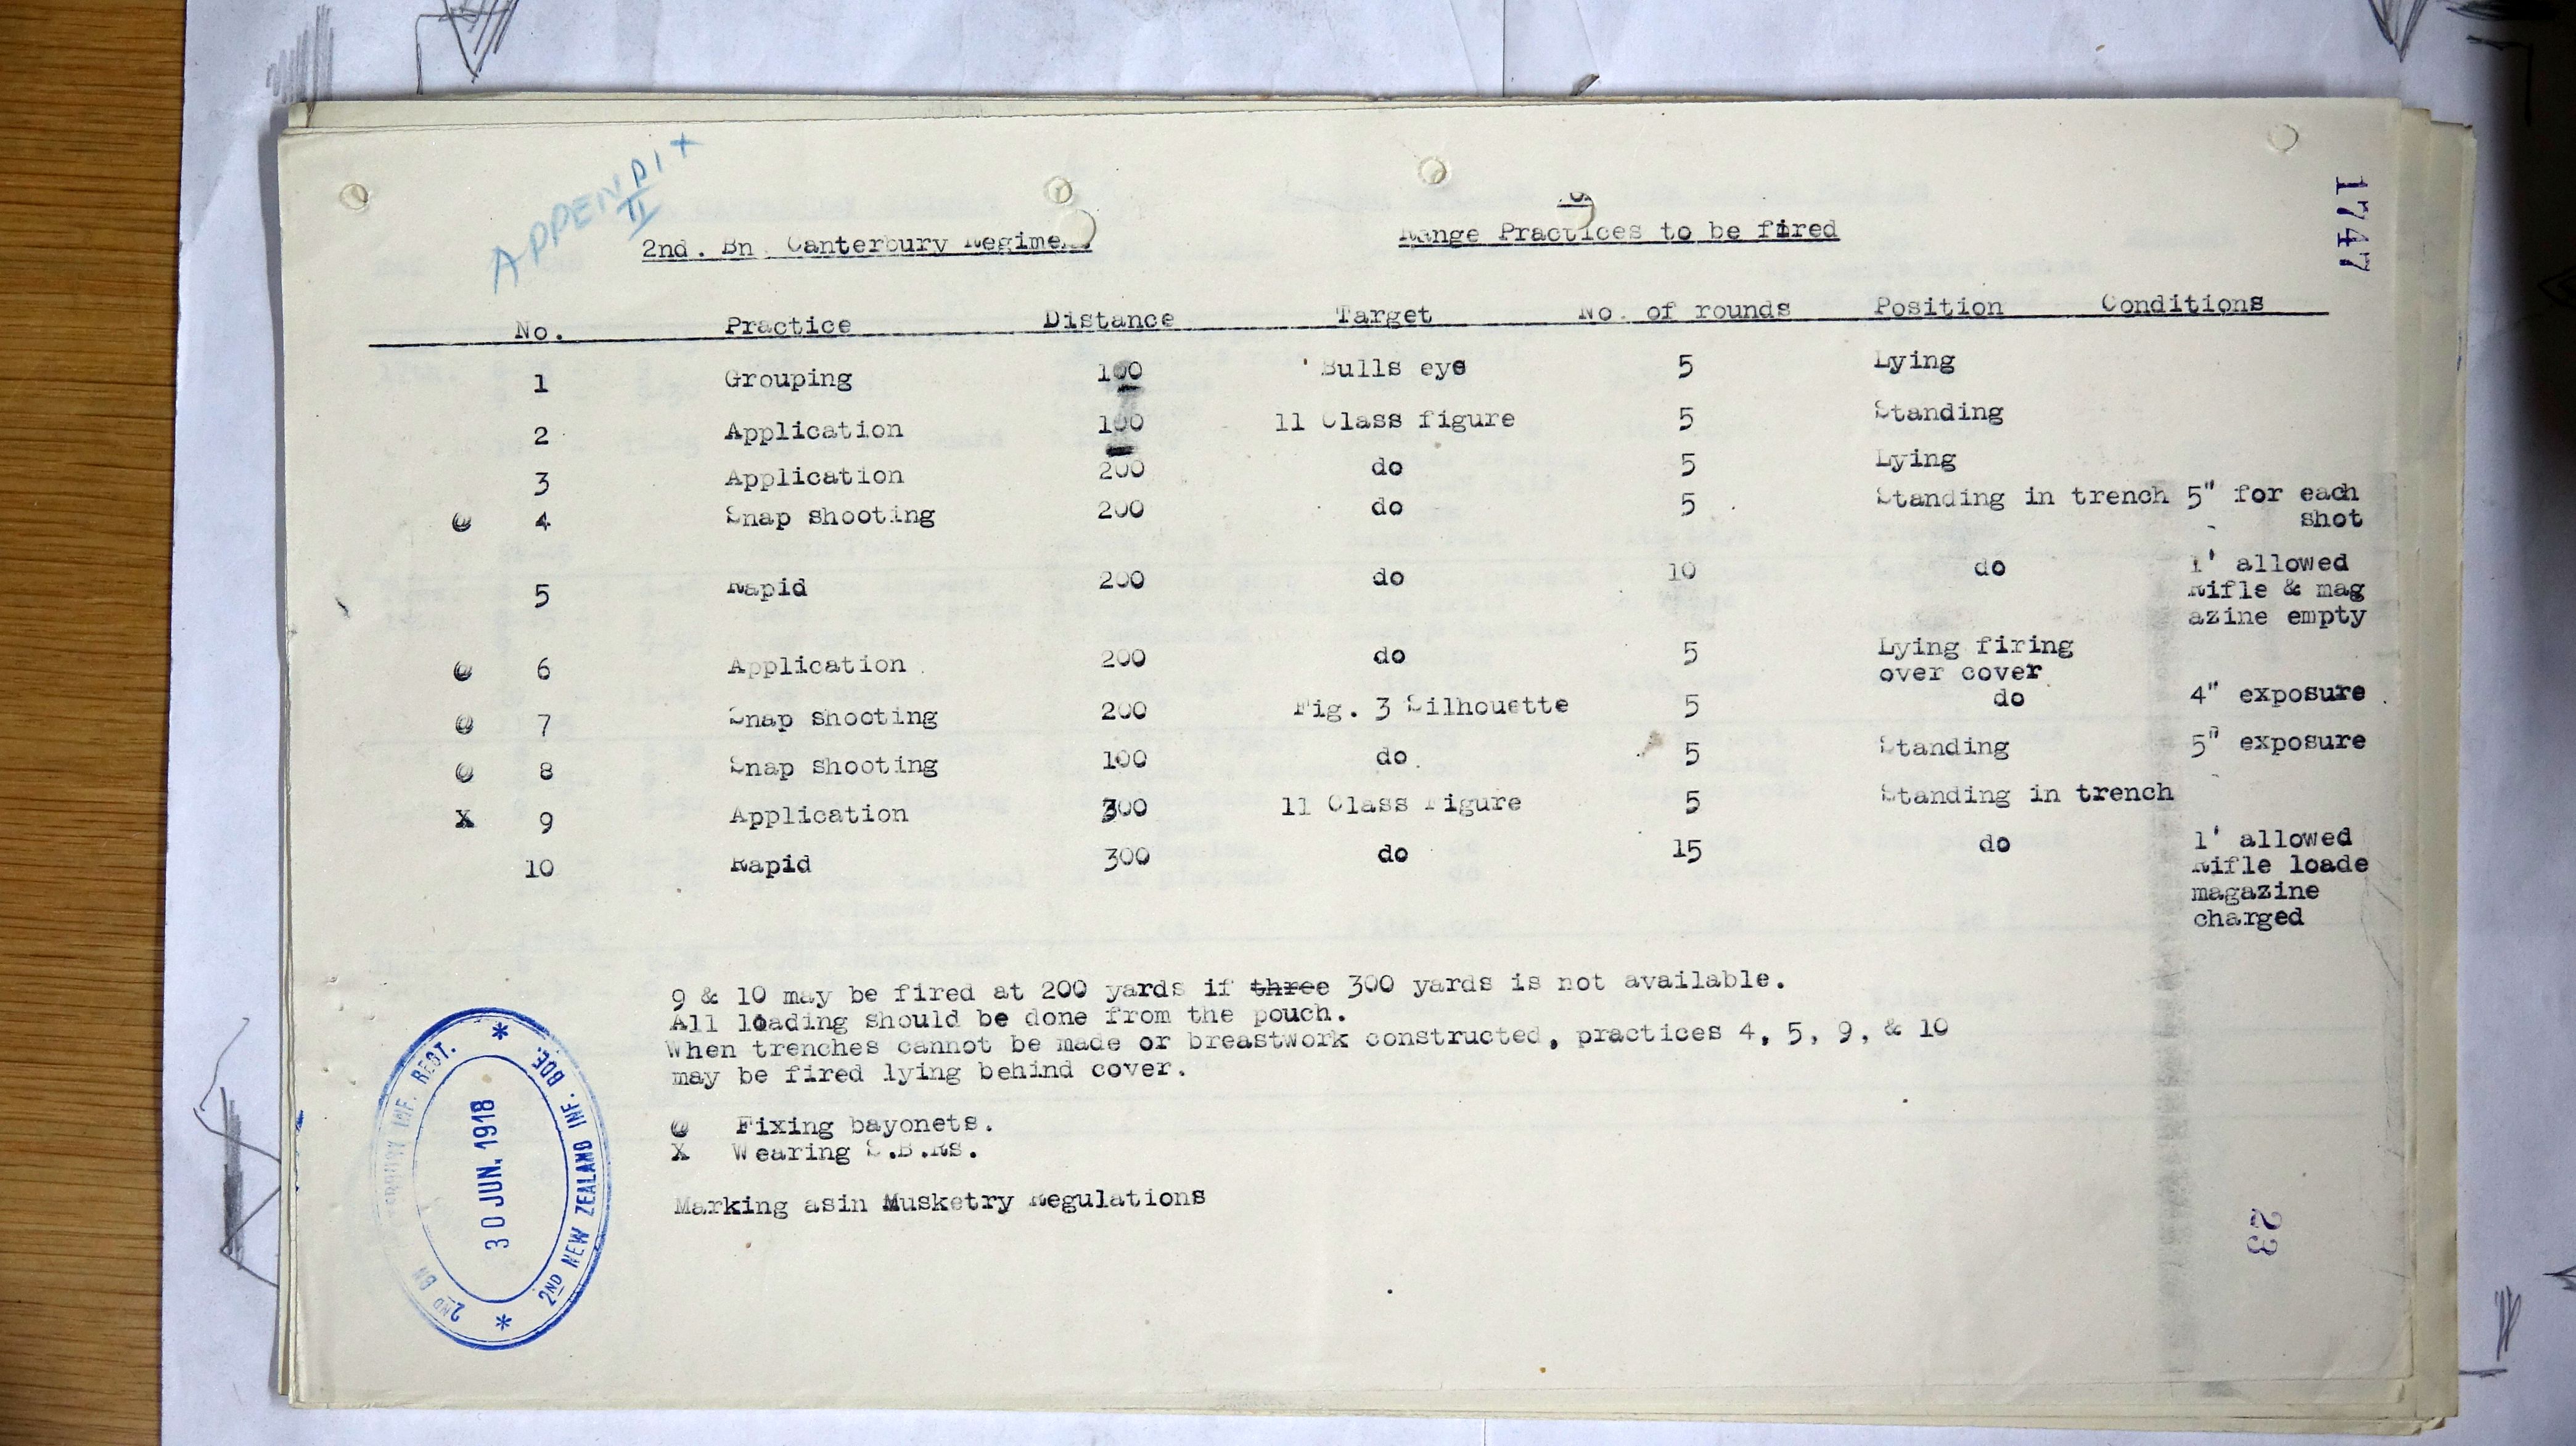 APPENDIX
II
1747
2nd. Bn Canterbury Regiment
Range Practices to be fired
No. Practice Distance Target No. of rounds Position Conditions
1 Grouping 100 Bulls eye 5 Lying
2 Application 100 11 Class figure 5 Standing
3 Application 200 do 5 Lying
@ 4 Snap shooting 200 do 5 Standing in trench 5" for each
shot
5 Rapid 200 do 10 do 1' allowed
Rifle & mag
azine empty
@ 6 Application 200 do 5 Lying firing
over cover
@ 7 Snap shooting 200 Fig. 3 Silhouette 5 do 4" exposure
@ 8 Snap shooting 100 do 5 Standing 5" exposure
X 9 Application 300 11 Class Figure 5 Standing in trench
10 Rapid 300 do 15 do 1' allowed
Rifle loade
magazine
charged
9 & 10 may be fired at 200 yards if three 300 yards is not available.
All loading should be done from the pouch.
When trenches cannot be made or breastwork constructed, practices 4, 5, 9, & 10
may be fired lying behind cover.
@ Fixing bayonets.
X Wearing S.B.Rs.
Marking asin Musketry Regulations
2ND BN INF. REGT.
30 JUN. 1918
2ND NEW ZEALAND INF. BDE.
23